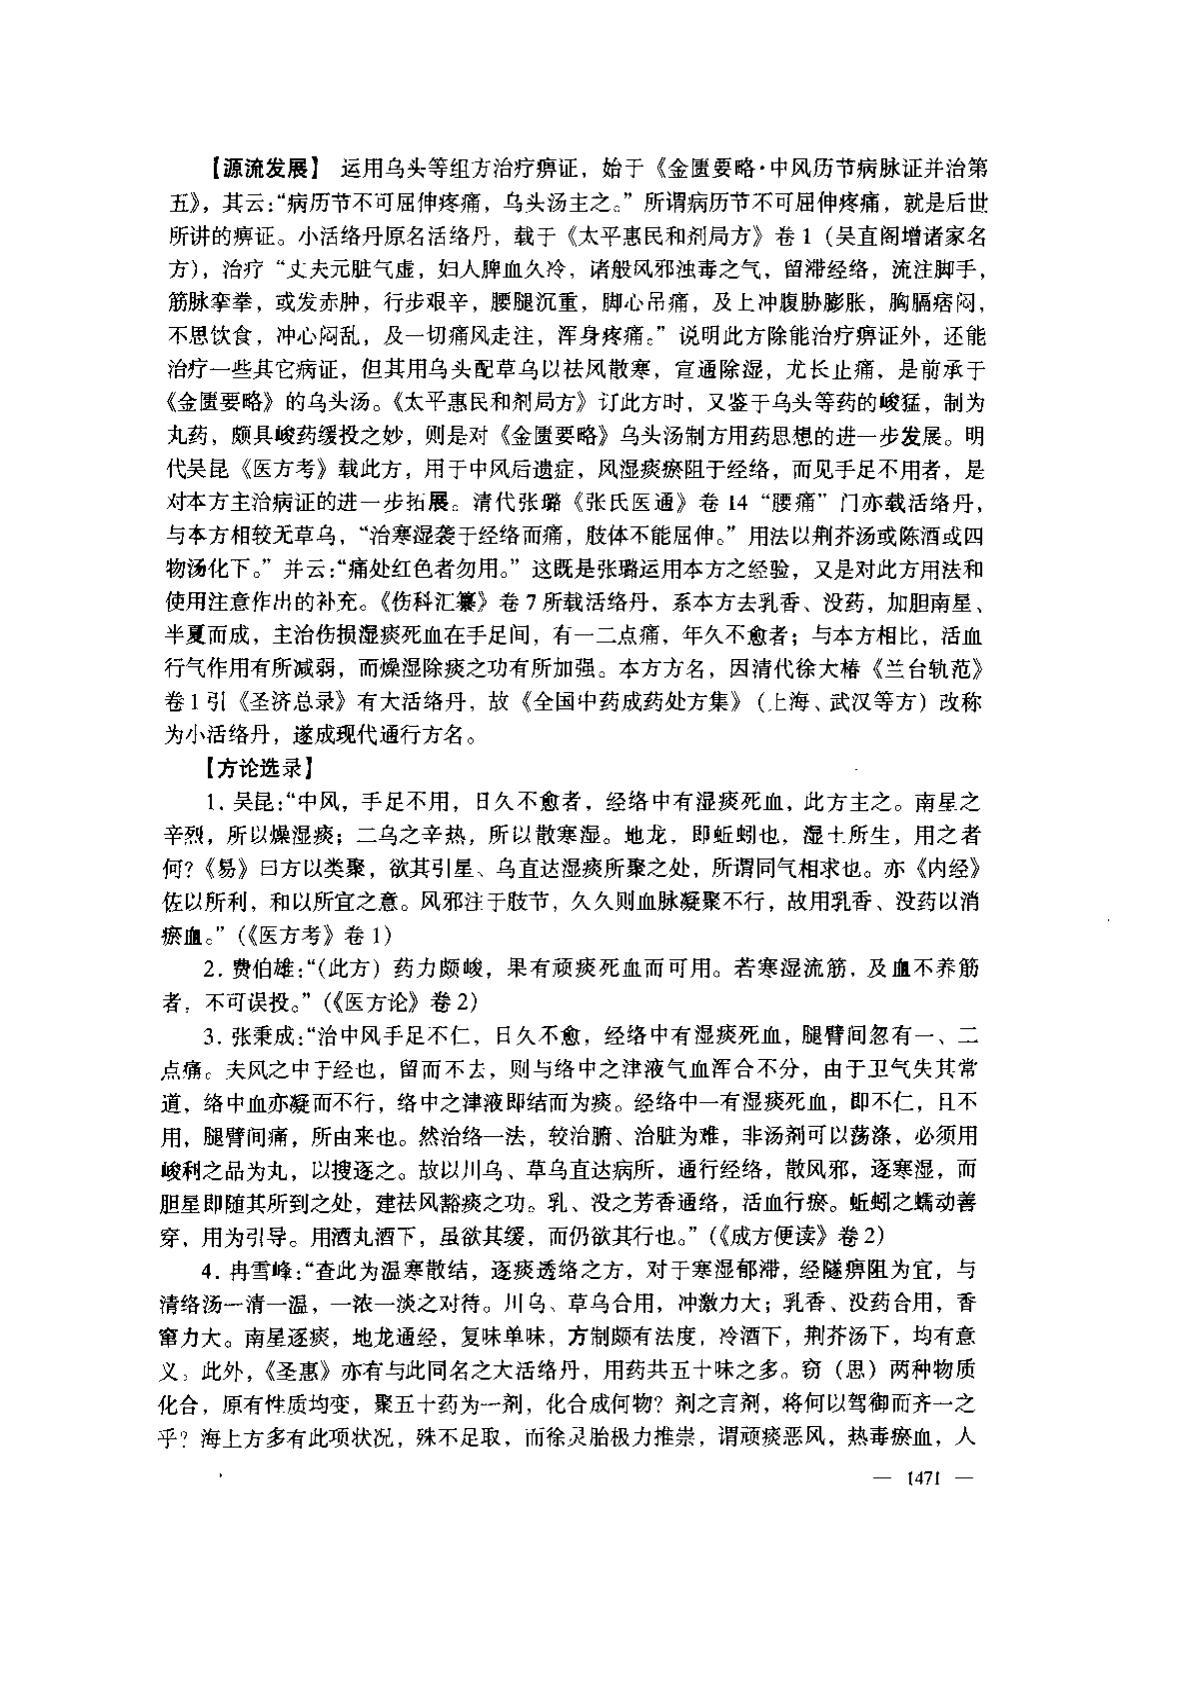 【源流发展】 运用乌头等组方治疗痹证，始于《金匮要略·中风历节病脉证并治第
五》，其云：“病历节不可屈伸疼痛，乌头汤主之。”所谓病历节不可屈伸疼痛，就是后世
所讲的痹证。小活络丹原名活络丹，载于《太平惠民和剂局方》卷1（吴直阁增诸家名
方），治疗“丈夫元脏气虚，妇人脾血久冷，诸般风邪浊毒之气，留滞经络，流注脚手，
筋脉挛拳，或发赤肿，行步艰辛，腰腿沉重，脚心吊痛，及上冲腹胁膨胀，胸膈痞闷，
不思饮食，冲心闷乱，及一切痛风走注，浑身疼痛。”说明此方除能治疗痹证外，还能
治疗一些其它病证，但其用乌头配草乌以祛风散寒，宣通除湿，尤长止痛，是前承于
《金匮要略》的乌头汤。《太平惠民和剂局方》订此方时，又鉴于乌头等药的峻猛，制为
丸药，颇具峻药缓投之妙，则是对《金匮要略》乌头汤制方用药思想的进一步发展。明
代吴昆《医方考》载此方，用于中风后遗症，风湿痰瘀阻于经络，而见手足不用者，是
对本方主治病证的进一步拓展。清代张璐《张氏医通》卷14“腰痛”门亦载活络丹，
与本方相较无草乌，“治寒湿袭于经络而痛，肢体不能屈伸。”用法以荆芥汤或陈酒或四
物汤化下。”并云：“痛处红色者勿用。”这既是张璐运用本方之经验，又是对此方用法和
使用注意作出的补充。《伤科汇纂》卷7所载活络丹，系本方去乳香、没药，加胆南星、
半夏而成，主治伤损湿痰死血在手足间，有一二点痛，年久不愈者；与本方相比，活血
行气作用有所减弱，而燥湿除痰之功有所加强。本方方名，因清代徐大椿《兰台轨范》
卷1引《圣济总录》有大活络丹，故《全国中药成药处方集》（上海、武汉等方）改称
为小活络丹，遂成现代通行方名。
【方论选录】
1. 吴昆：“中风，手足不用，日久不愈者，经络中有湿痰死血，此方主之。南星之
辛烈，所以燥湿痰；二乌之辛热，所以散寒湿。地龙，即蚯蚓也，湿土所生，用之者
何？《易》曰方以类聚，欲其引星、乌直达湿痰所聚之处，所谓同气相求也。亦《内经》
佐以所利，和以所宜之意。风邪注于肢节，久久则血脉凝聚不行，故用乳香、没药以消
瘀血。”（《医方考》卷1）
2. 费伯雄：“（此方）药力颇峻，果有顽痰死血而可用。若寒湿流筋，及血不养筋
者，不可误投。”（《医方论》卷2）
3. 张秉成：“治中风手足不仁，日久不愈，经络中有湿痰死血，腿臂间忽有一、二
点痛。夫风之中于经也，留而不去，则与络中之津液气血浑合不分，由于卫气失其常
道，络中血亦凝而不行，络中之津液即结而为痰。经络中一有湿痰死血，即不仁，且不
用，腿臂间痛，所由来也。然治络一法，较治腑、治脏为难，非汤剂可以荡涤，必须用
峻利之品为丸，以搜逐之。故以川乌、草乌直达病所，通行经络，散风邪，逐寒湿，而
胆星即随其所到之处，建祛风豁痰之功。乳、没之芳香通络，活血行瘀。蚯蚓之蠕动善
穿，用为引导。用酒丸酒下，虽欲其缓，而仍欲其行也。”（《成方便读》卷2）
4. 冉雪峰：“查此为温寒散结，逐痰透络之方，对于寒湿郁滞，经隧痹阻为宜，与
清络汤一清一温，一浓一淡之对待。川乌、草乌合用，冲激力大；乳香、没药合用，香
窜力大。南星逐痰，地龙通经，复味单味，方制颇有法度，冷酒下，荆芥汤下，均有意
义。此外，《圣惠》亦有与此同名之大活络丹，用药共五十味之多。窃（思）两种物质
化合，原有性质均变，聚五十药为一剂，化合成何物？剂之言剂，将何以驾御而齐一之
乎？海上方多有此项状况，殊不足取，而徐灵胎极力推崇，谓顽痰恶风，热毒瘀血，人
— 1471 —